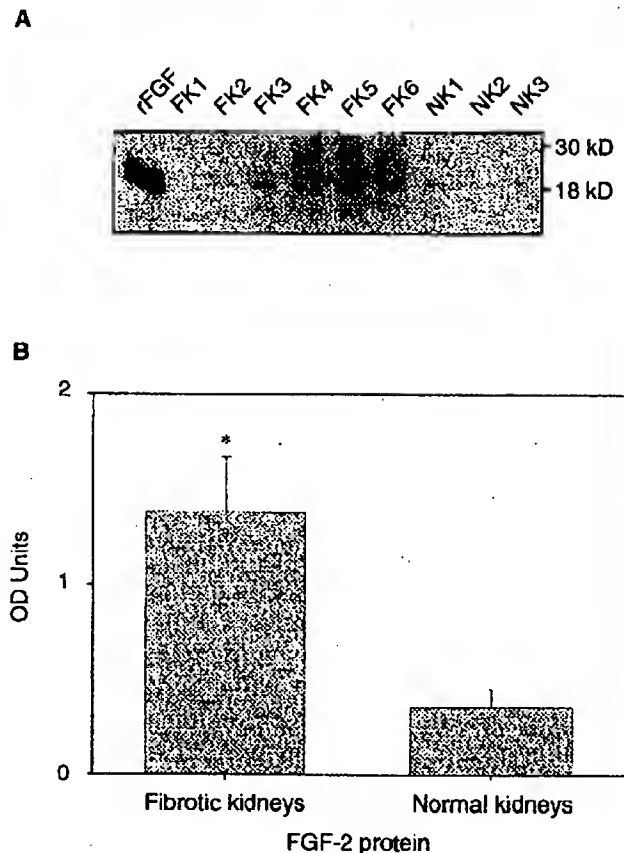 A
rFGF FK1 FK2 FK3 FK4 FK5 FK6 NK1 NK2 NK3
30 kD
18 kD
B
2
*
1
0
OD Units
Fibrotic kidneys Normal kidneys
FGF-2 protein